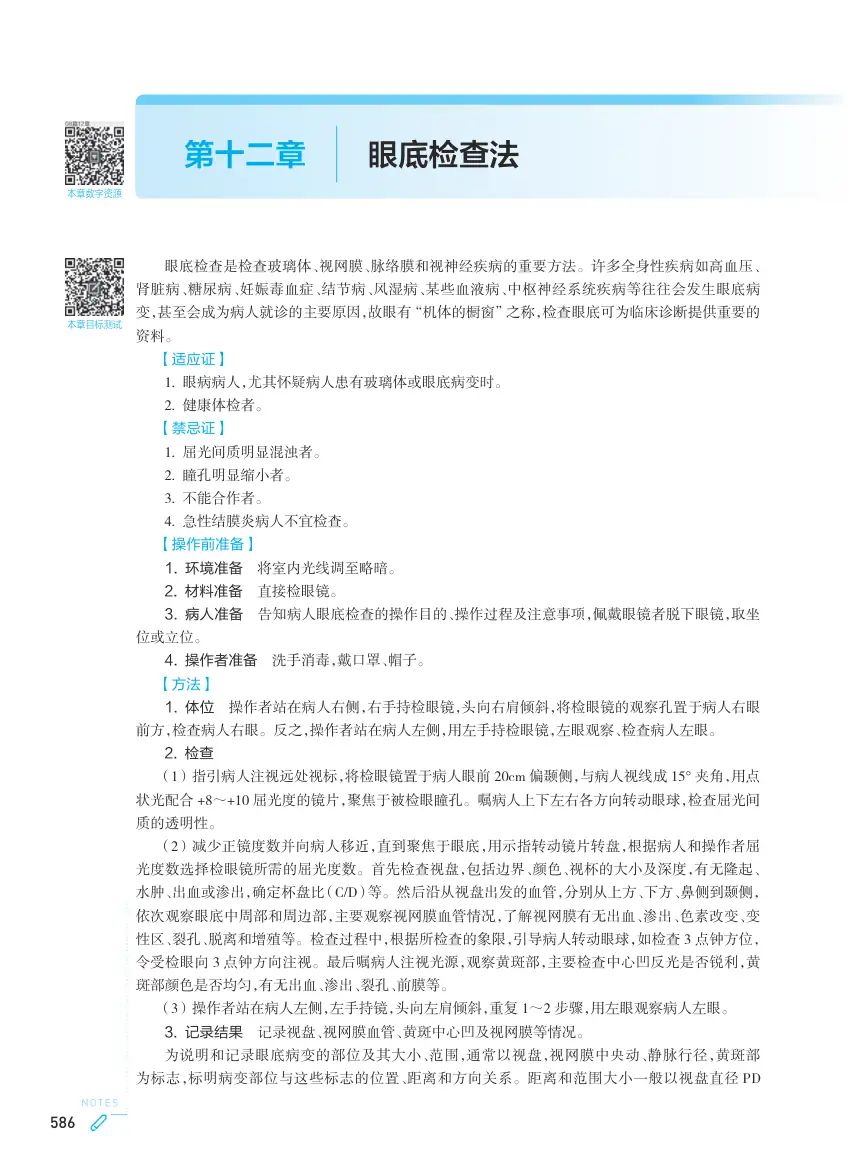 09篇12章
本章数字资源
第十二章
眼底检查法
本章目标测试
眼底检查是检查玻璃体、视网膜、脉络膜和视神经疾病的重要方法。许多全身性疾病如高血压、
肾脏病、糖尿病、妊娠毒血症、结节病、风湿病、某些血液病、中枢神经系统疾病等往往会发生眼底病
变,甚至会成为病人就诊的主要原因,故眼有“机体的橱窗”之称,检查眼底可为临床诊断提供重要的
资料。
【适应证】
1. 眼病病人,尤其怀疑病人患有玻璃体或眼底病变时。
2. 健康体检者。
【禁忌证】
1. 屈光间质明显混浊者。
2. 瞳孔明显缩小者。
3. 不能合作者。
4. 急性结膜炎病人不宜检查。
【操作前准备】
1. 环境准备 将室内光线调至略暗。
2. 材料准备 直接检眼镜。
3. 病人准备 告知病人眼底检查的操作目的、操作过程及注意事项,佩戴眼镜者脱下眼镜,取坐
位或立位。
4. 操作者准备 洗手消毒,戴口罩、帽子。
【方法】
1. 体位 操作者站在病人右侧,右手持检眼镜,头向右肩倾斜,将检眼镜的观察孔置于病人右眼
前方,检查病人右眼。反之,操作者站在病人左侧,用左手持检眼镜,左眼观察、检查病人左眼。
2. 检查
（1）指引病人注视远处视标,将检眼镜置于病人眼前 20cm 偏颞侧,与病人视线成 15° 夹角,用点
状光配合 +8～+10 屈光度的镜片,聚焦于被检眼瞳孔。嘱病人上下左右各方向转动眼球,检查屈光间
质的透明性。
（2）减少正镜度数并向病人移近,直到聚焦于眼底,用示指转动镜片转盘,根据病人和操作者屈
光度数选择检眼镜所需的屈光度数。首先检查视盘,包括边界、颜色、视杯的大小及深度,有无隆起、
水肿、出血或渗出,确定杯盘比（C/D）等。然后沿从视盘出发的血管,分别从上方、下方、鼻侧到颞侧,
依次观察眼底中周部和周边部,主要观察视网膜血管情况,了解视网膜有无出血、渗出、色素改变、变
性区、裂孔、脱离和增殖等。检查过程中,根据所检查的象限,引导病人转动眼球,如检查 3 点钟方位,
令受检眼向 3 点钟方向注视。最后嘱病人注视光源,观察黄斑部,主要检查中心凹反光是否锐利,黄
斑部颜色是否均匀,有无出血、渗出、裂孔、前膜等。
（3）操作者站在病人左侧,左手持镜,头向左肩倾斜,重复 1～2 步骤,用左眼观察病人左眼。
3. 记录结果 记录视盘、视网膜血管、黄斑中心凹及视网膜等情况。
为说明和记录眼底病变的部位及其大小、范围,通常以视盘,视网膜中央动、静脉行径,黄斑部
为标志,标明病变部位与这些标志的位置、距离和方向关系。距离和范围大小一般以视盘直径 PD
NOTES
586